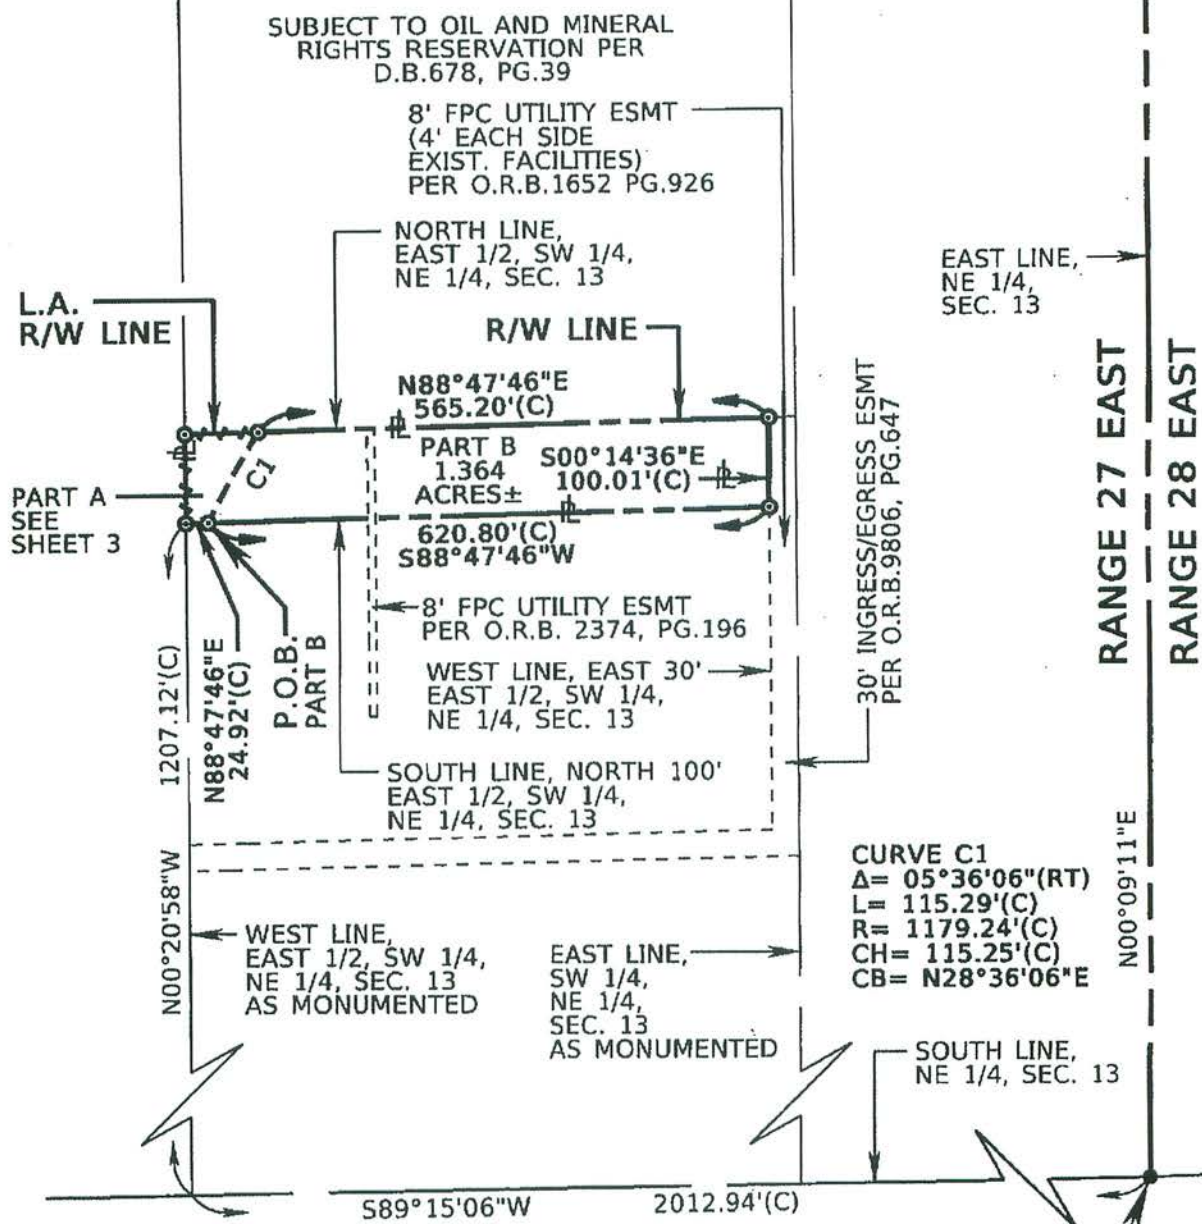 SUBJECT TO OIL AND MINERAL
RIGHTS RESERVATION PER
D.B.678, PG.39
8' FPC UTILITY ESMT
(4' EACH SIDE
EXIST. FACILITIES)
PER O.R.B.1652 PG.926
NORTH LINE,
EAST 1/2, SW 1/4,
NE 1/4, SEC. 13
EAST LINE,
NE 1/4,
SEC. 13
L.A.
R/W LINE
R/W LINE
N88°47'46"E
565.20'(C)
PART B
1.364
ACRES±
S00°14'36"E
100.01'(C)
C1
PART A
SEE
SHEET 3
620.80'(C)
S88°47'46"W
8' FPC UTILITY ESMT
PER O.R.B. 2374, PG.196
WEST LINE, EAST 30'
EAST 1/2, SW 1/4,
NE 1/4, SEC. 13
30' INGRESS/EGRESS ESMT
PER O.R.B.9806, PG.647
RANGE 27 EAST
RANGE 28 EAST
1207.12'(C)
N88°47'46"E
24.92'(C)
P.O.B.
PART B
SOUTH LINE, NORTH 100'
EAST 1/2, SW 1/4,
NE 1/4, SEC. 13
N00°20'58"W
WEST LINE,
EAST 1/2, SW 1/4,
NE 1/4, SEC. 13
AS MONUMENTED
EAST LINE,
SW 1/4,
NE 1/4,
SEC. 13
AS MONUMENTED
CURVE C1
Δ= 05°36'06"(RT)
L= 115.29'(C)
R= 1179.24'(C)
CH= 115.25'(C)
CB= N28°36'06"E
N00°09'11"E
SOUTH LINE,
NE 1/4, SEC. 13
S89°15'06"W
2012.94'(C)